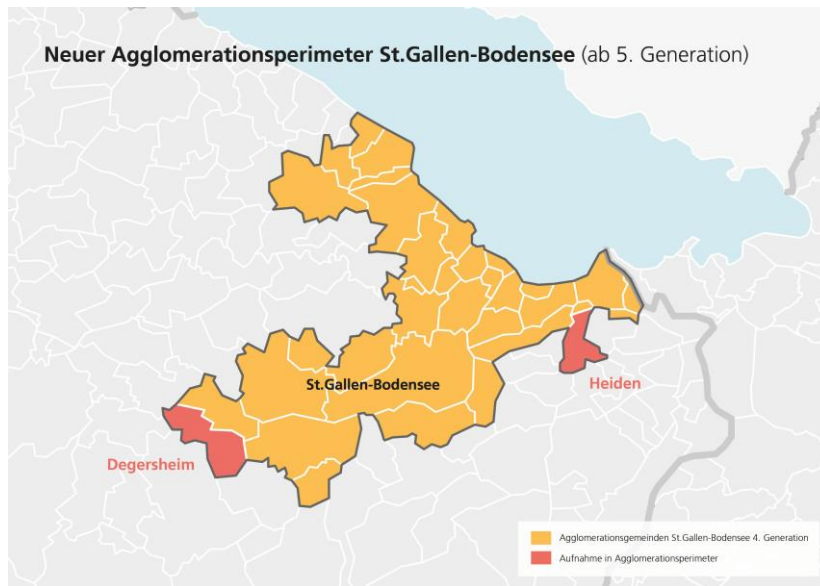 Neuer Agglomerationsperimeter St.Gallen-Bodensee (ab 5. Generation)
St.Gallen-Bodensee
Heiden
Degersheim
Agglomerationsgemeinden St.Gallen-Bodensee 4. Generation
Aufnahme in Agglomerationsperimeter